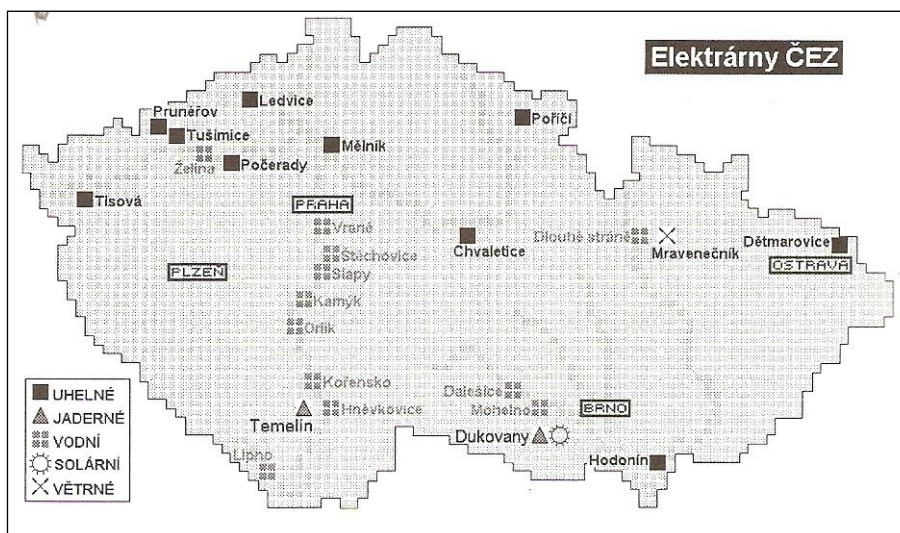 Elektrárny ČEZ
Ledvice
Prunéřov
Tušimice
Poříčí
Mělník
Želina
Počerady
Tisová
PRAHA
Vrané
Štěchovice
Slapy
Chvaletice
Dlouhé stráně
Mravenečník
Dětmarovice
OSTRAVA
PLZEŇ
Kamýk
Orlík
Kořensko
Hněvkovice
Temelín
Dalešice
Mohelno
BRNO
Dukovany
Hodonín
Lipno
UHELNÉ
JADERNÉ
VODNÍ
SOLÁRNÍ
VĚTRNÉ